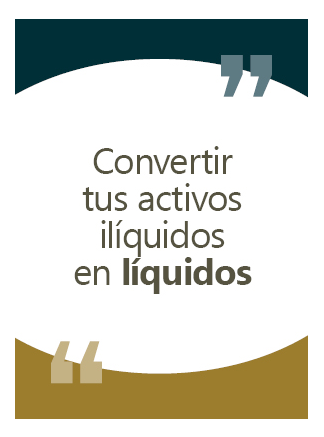 ”
Convertir
tus activos
ilíquidos
en líquidos
“